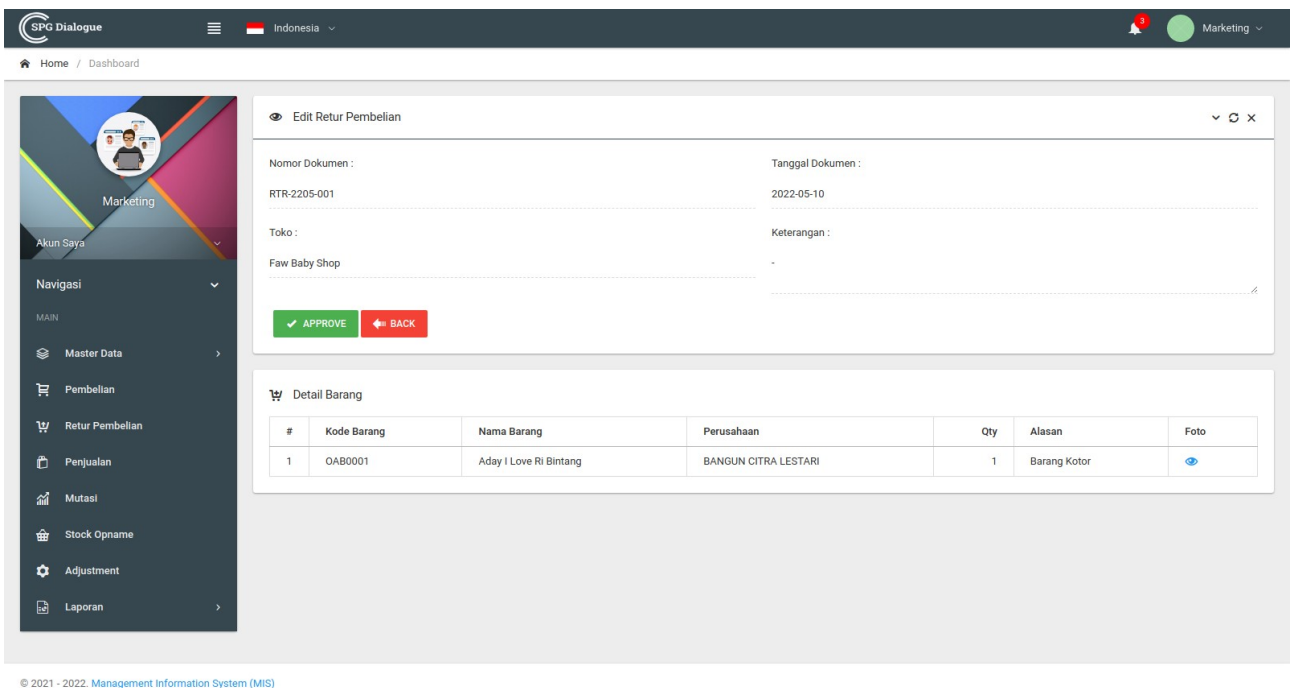 SPG Dialogue
Indonesia
3
Marketing
Home / Dashboard
Marketing
Akun Saya
Navigasi
MAIN
Master Data
Pembelian
Retur Pembelian
Penjualan
Mutasi
Stock Opname
Adjustment
Laporan
Edit Retur Pembelian
Nomor Dokumen :
Tanggal Dokumen :
RTR-2205-001
2022-05-10
Toko :
Keterangan :
Faw Baby Shop
-
APPROVE
BACK
Detail Barang
# Kode Barang Nama Barang Perusahaan Qty Alasan Foto
1 OAB0001 Aday I Love Ri Bintang BANGUN CITRA LESTARI 1 Barang Kotor
© 2021 - 2022. Management Information System (MIS)